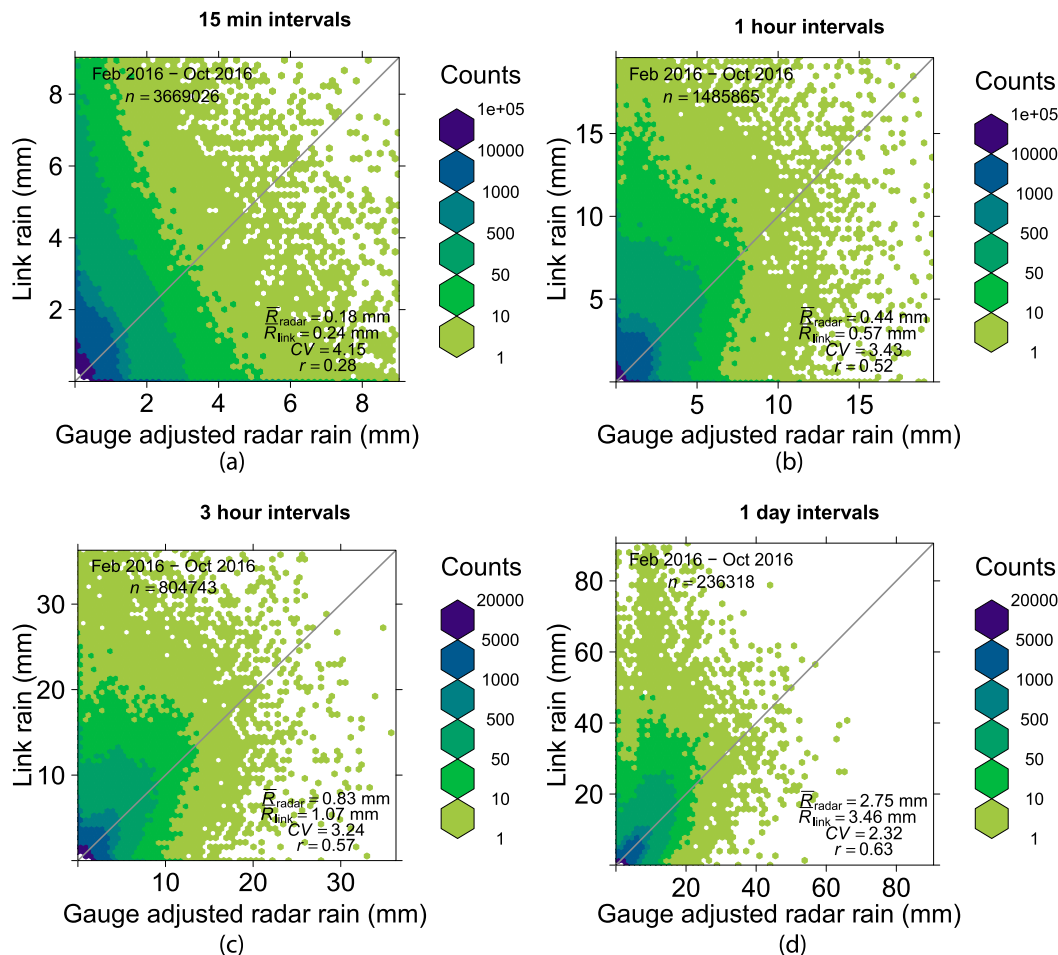 15 min intervals
Feb 2016 − Oct 2016
n = 3669026
8
6
4
2
Link rain (mm)
R̅radar = 0.18 mm
R̅link = 0.24 mm
CV = 4.15
r = 0.28
2 4 6 8
Gauge adjusted radar rain (mm)
(a)
Counts
1e+05
10000
1000
500
50
10
1
1 hour intervals
Feb 2016 − Oct 2016
n = 1485865
15
10
5
Link rain (mm)
R̅radar = 0.44 mm
R̅link = 0.57 mm
CV = 3.43
r = 0.52
5 10 15
Gauge adjusted radar rain (mm)
(b)
Counts
1e+05
10000
1000
500
50
10
1
3 hour intervals
Feb 2016 − Oct 2016
n = 804743
30
20
10
Link rain (mm)
R̅radar = 0.83 mm
R̅link = 1.07 mm
CV = 3.24
r = 0.57
10 20 30
Gauge adjusted radar rain (mm)
(c)
Counts
20000
5000
1000
500
50
10
1
1 day intervals
Feb 2016 − Oct 2016
n = 236318
80
60
40
20
Link rain (mm)
R̅radar = 2.75 mm
R̅link = 3.46 mm
CV = 2.32
r = 0.63
20 40 60 80
Gauge adjusted radar rain (mm)
(d)
Counts
20000
5000
1000
500
50
10
1